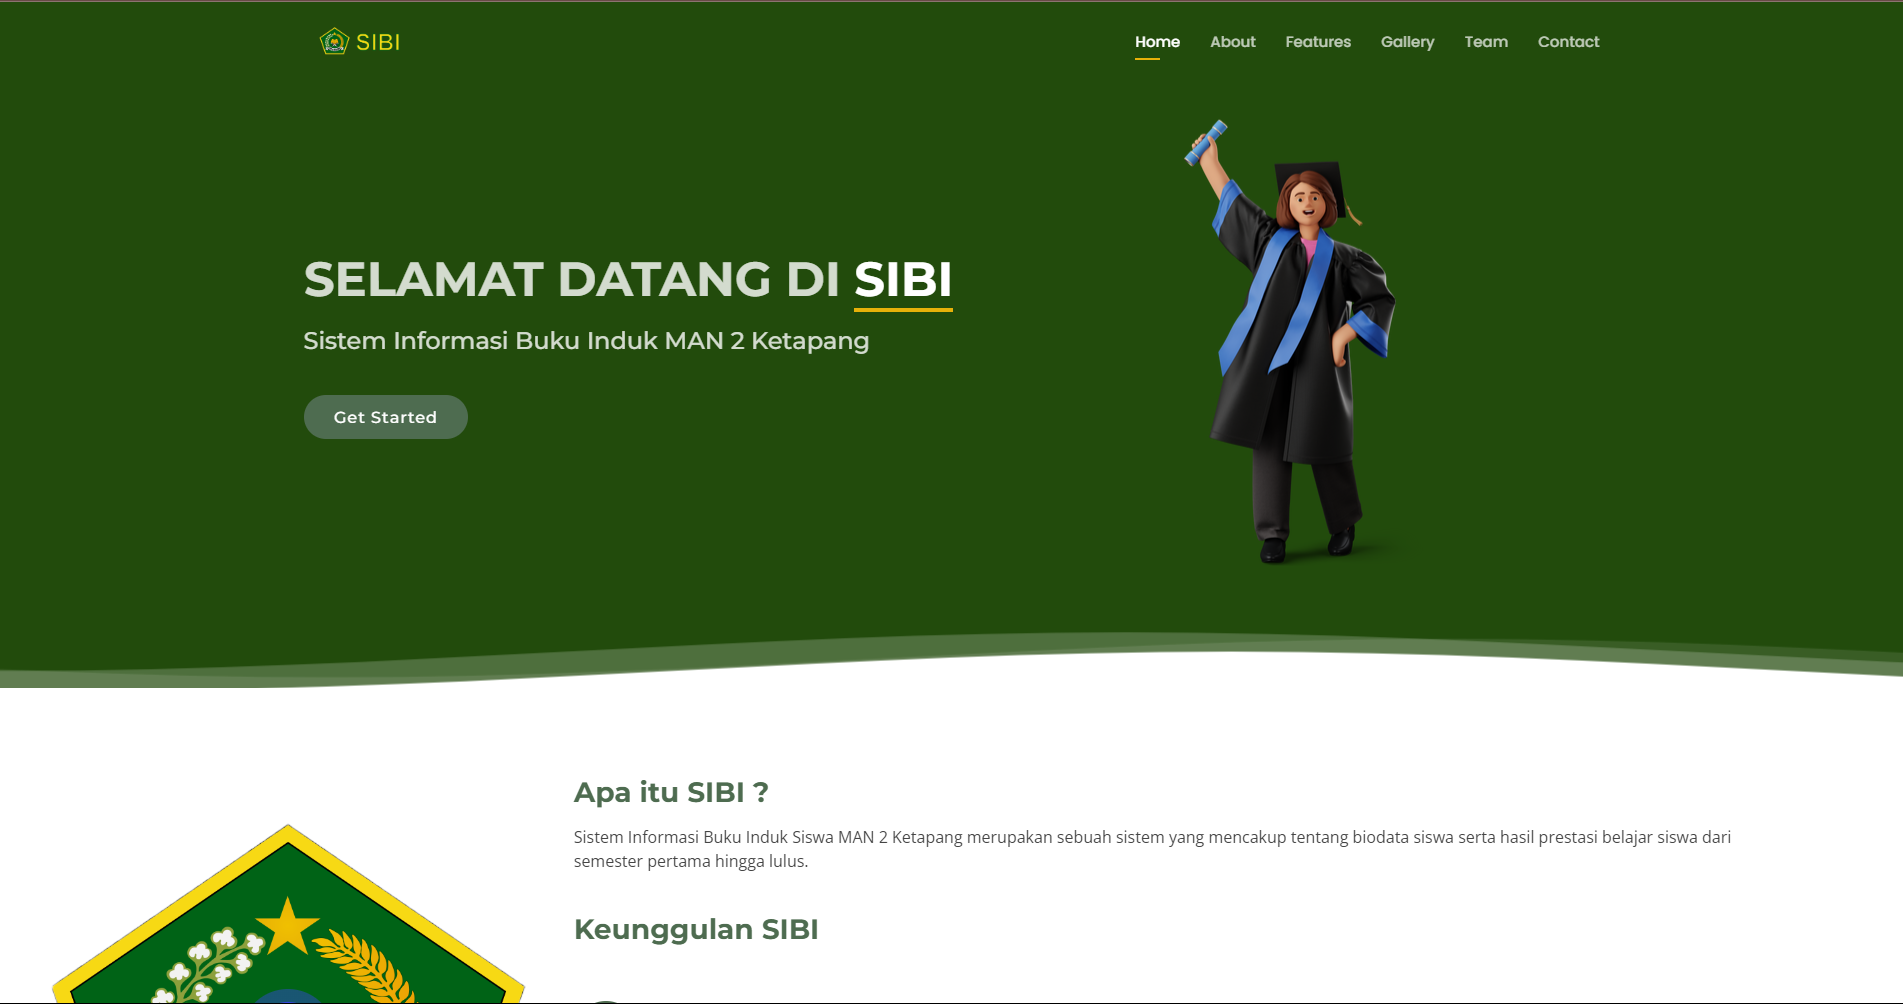 SIBI
Home About Features Gallery Team Contact
SELAMAT DATANG DI SIBI
Sistem Informasi Buku Induk MAN 2 Ketapang
Get Started
Apa itu SIBI ?
Sistem Informasi Buku Induk Siswa MAN 2 Ketapang merupakan sebuah sistem yang mencakup tentang biodata siswa serta hasil prestasi belajar siswa dari
semester pertama hingga lulus.
Keunggulan SIBI